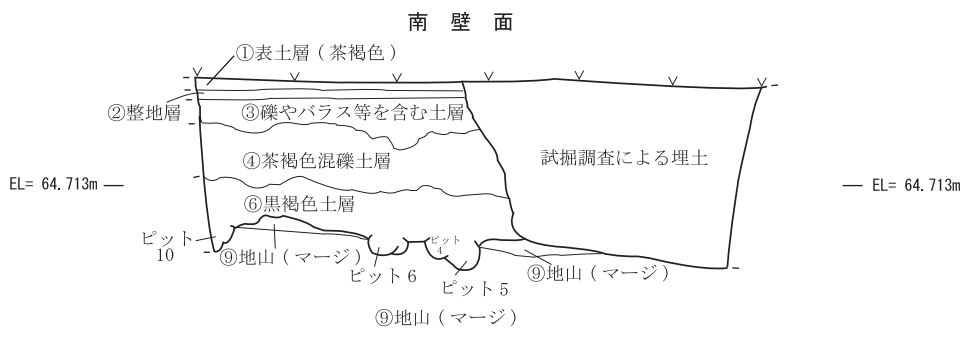 南壁面
①表土層（茶褐色）
②整地層
③礫やバラス等を含む土層
④茶褐色混礫土層
試掘調査による埋土
EL= 64.713m
EL= 64.713m
⑥黒褐色土層
ピット
10
⑨地山（マージ）
ピット6
ピット
4
ピット5
⑨地山（マージ）
⑨地山（マージ）